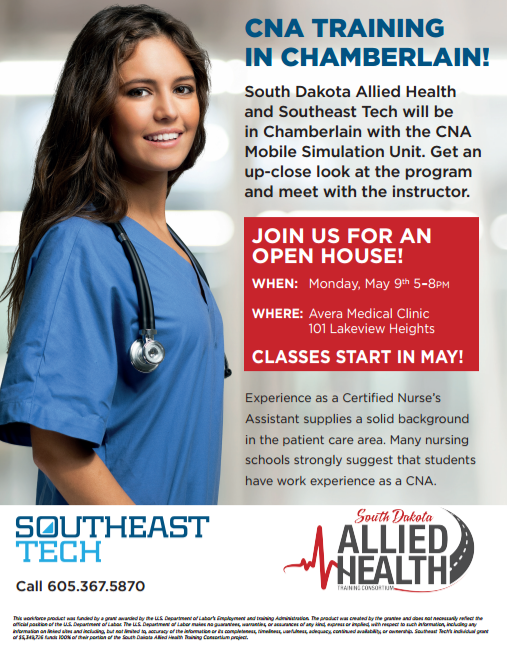 CNA TRAINING
IN CHAMBERLAIN!
South Dakota Allied Health
and Southeast Tech will be
in Chamberlain with the CNA
Mobile Simulation Unit. Get an
up-close look at the program
and meet with the instructor.
JOIN US FOR AN
OPEN HOUSE!
WHEN: Monday, May 9th 5-8PM
WHERE: Avera Medical Clinic
101 Lakeview Heights
CLASSES START IN MAY!
Experience as a Certified Nurse's
Assistant supplies a solid background
in the patient care area. Many nursing
schools strongly suggest that students
have work experience as a CNA.
SOUTHEAST
TECH
Call 605.367.5870
South Dakota
ALLIED
HEALTH
TRAINING CONSORTIUM
This workforce product was funded by a grant awarded by the U.S. Department of Labor's Employment and training Administration. The product was created by the grantee and does not necessarily reflect the
official position of the U.S. Department of Labor. The U.S. Department of Labor makes no guarantees, warranties, or assurances of any kind, express or implied, with respect to such information, including any
information on linked sites and including, but not limited to, accuracy of the information or its completeness, timeliness, usefulness, adequacy, continued availability, or ownership. Southeast Tech's individual grant
of $5,349,736 funds 100% of their portion of the South Dakota Allied Health Training Consortium project.